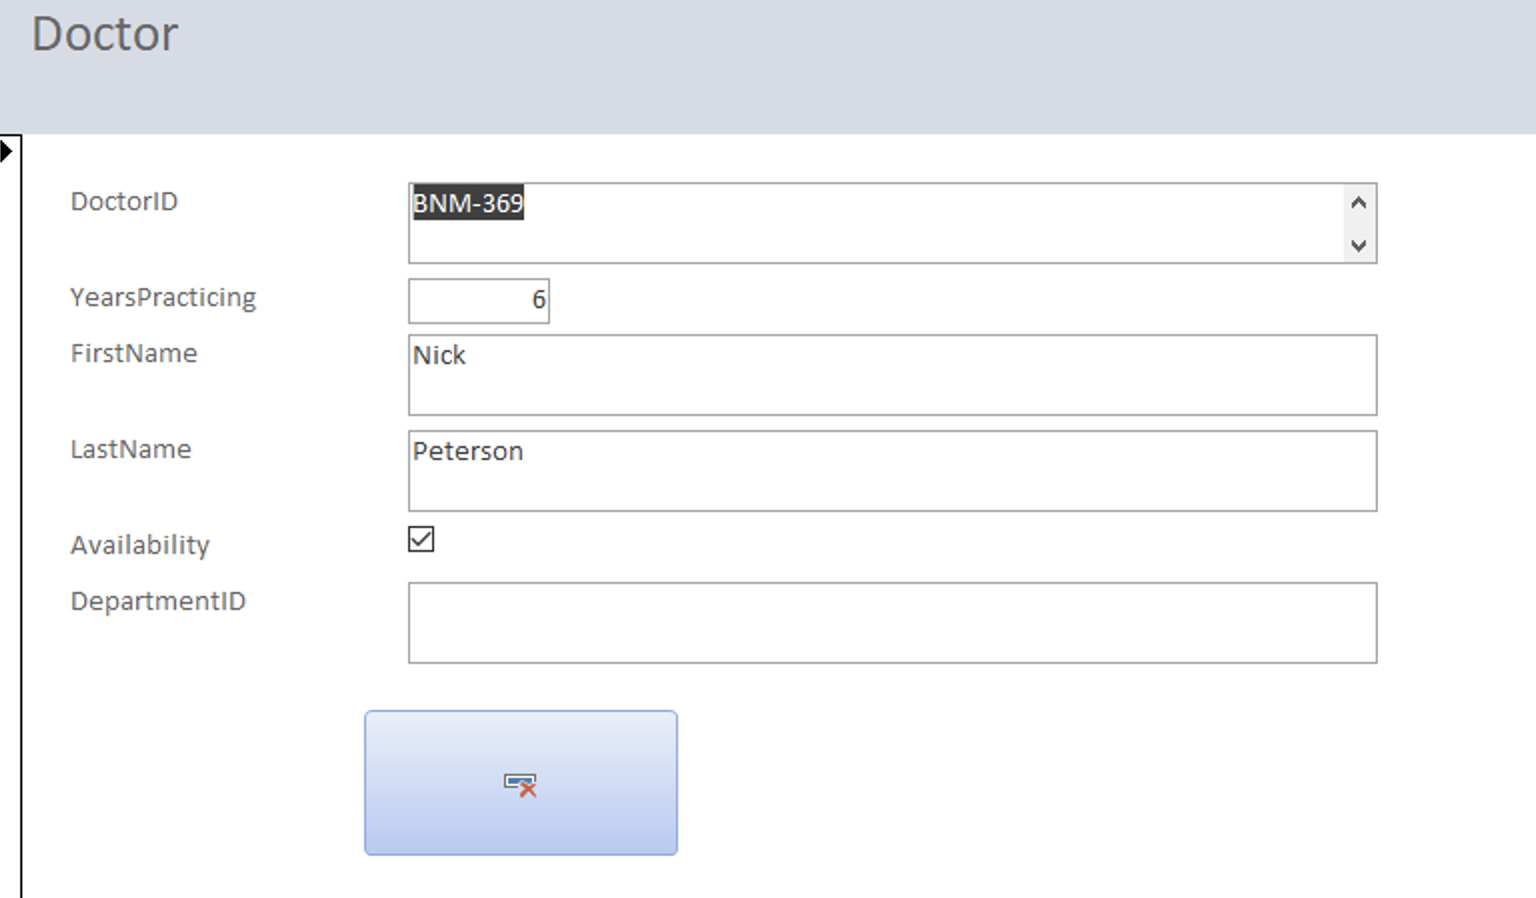 Doctor
DoctorID BNM-369
YearsPracticing 6
FirstName Nick
LastName Peterson
Availability
DepartmentID